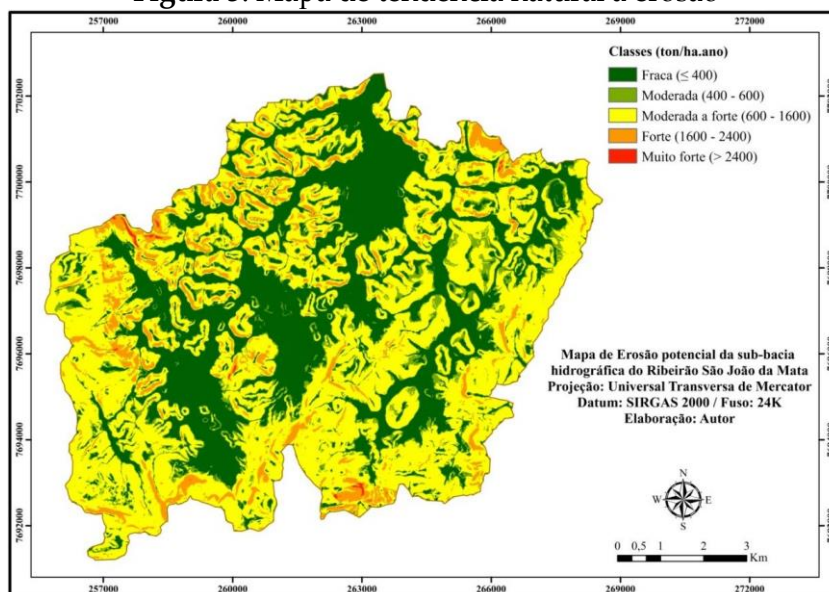 Figura 3: Mapa de tendência natural à erosão
257000 260000 263000 266000 269000 272000
Classes (ton/ha.ano)
Fraca (≤ 400)
Moderada (400 - 600)
Moderada a forte (600 - 1600)
Forte (1600 - 2400)
Muito forte (> 2400)
7702000
7700000
7698000
7696000
7694000
7692000
Mapa de Erosão potencial da sub-bacia
hidrográfica do Ribeirão São João da Mata
Projeção: Universal Transversa de Mercator
Datum: SIRGAS 2000 / Fuso: 24K
Elaboração: Autor
N
W E
S
0 0,5 1 2 3
Km
257000 260000 263000 266000 269000 272000